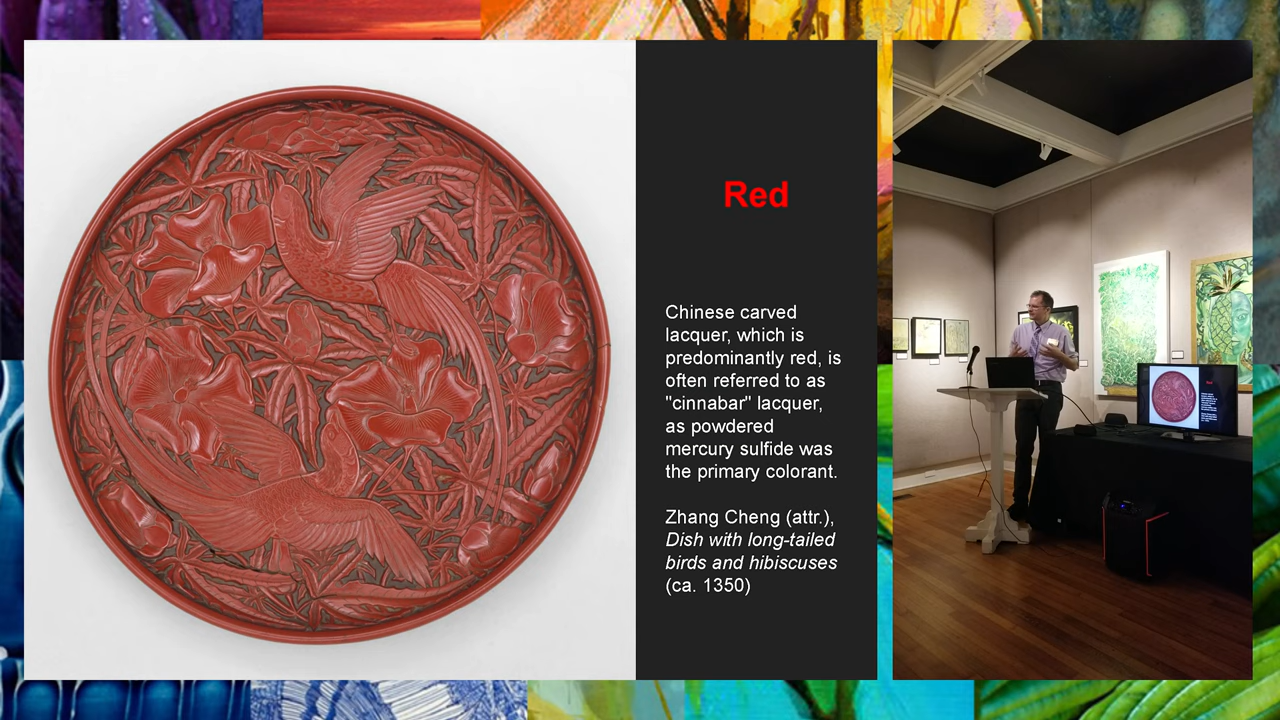 Red
Chinese carved
lacquer, which is
predominantly red, is
often referred to as
"cinnabar" lacquer,
as powdered
mercury sulfide was
the primary colorant.
Zhang Cheng (attr.),
Dish with long-tailed
birds and hibiscuses
(ca. 1350)